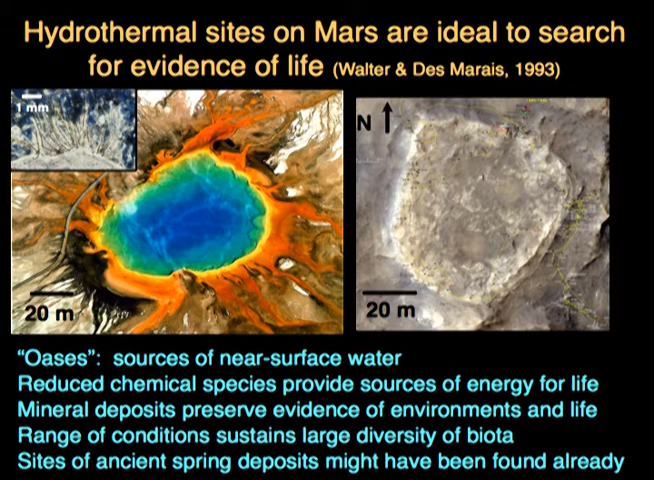 Hydrothermal sites on Mars are ideal to search
for evidence of life (Walter & Des Marais, 1993)
1 mm
N
20 m
20 m
“Oases”: sources of near-surface water
Reduced chemical species provide sources of energy for life
Mineral deposits preserve evidence of environments and life
Range of conditions sustains large diversity of biota
Sites of ancient spring deposits might have been found already